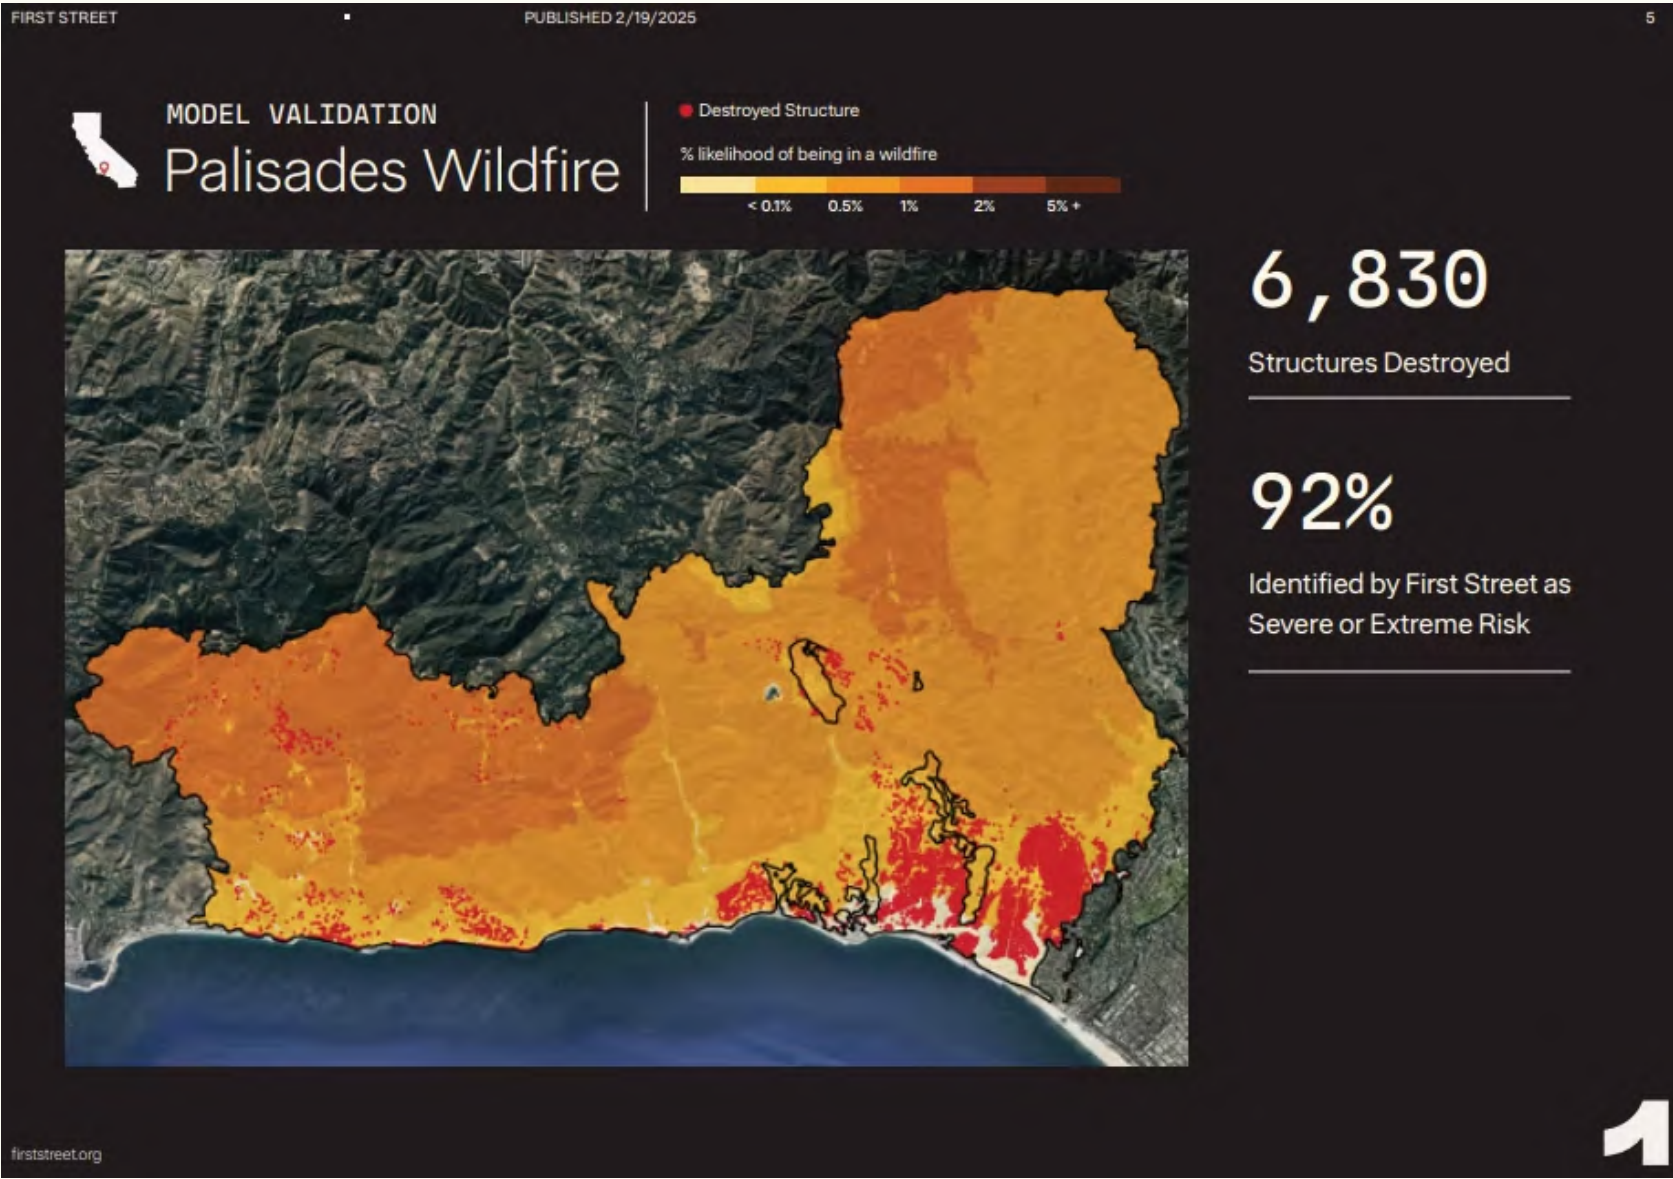 FIRST STREET
PUBLISHED 2/19/2025
5
MODEL VALIDATION
Palisades Wildfire
Destroyed Structure
% likelihood of being in a wildfire
< 0.1% 0.5% 1% 2% 5% +
6,830
Structures Destroyed
92%
Identified by First Street as
Severe or Extreme Risk
firststreet.org
1